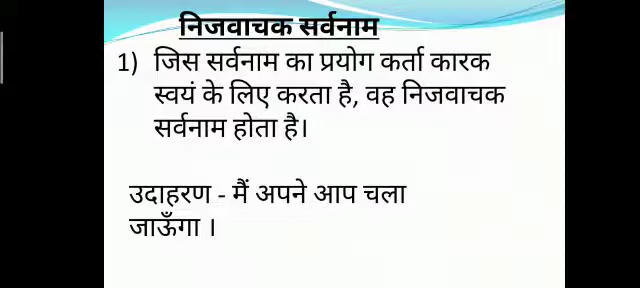 निजवाचक सर्वनाम
1) जिस सर्वनाम का प्रयोग कर्ता कारक
स्वयं के लिए करता है, वह निजवाचक
सर्वनाम होता है।
उदाहरण - मैं अपने आप चला
जाऊँगा ।